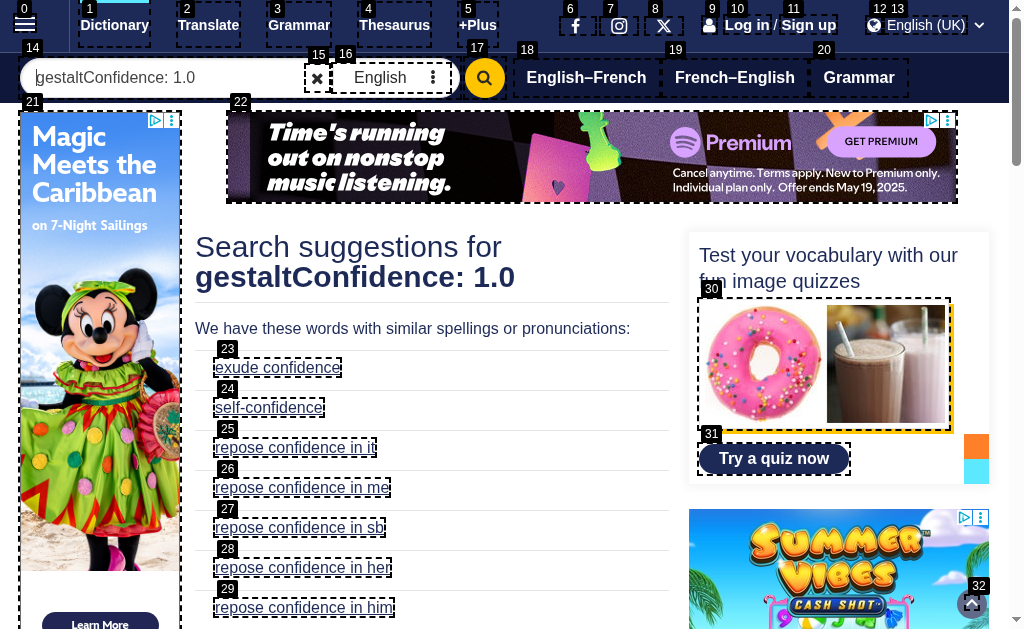 0 1 2 3 4 5 6 7 8 9 10 11 12 13
Dictionary Translate Grammar Thesaurus +Plus Log in / Sign up English (UK)
14 15 16 17 18 19 20
gestaltConfidence: 1.0 English English–French French–English Grammar
21 22
Magic
Meets the
Caribbean
on 7-Night Sailings
Learn More
Time's running
out on nonstop
music listening.
Premium
GET PREMIUM
Cancel anytime. Terms apply. New to Premium only.
Individual plan only. Offer ends May 19, 2025.
Search suggestions for
gestaltConfidence: 1.0
We have these words with similar spellings or pronunciations:
23
exude confidence
24
self-confidence
25
repose confidence in it
26
repose confidence in me
27
repose confidence in sb
28
repose confidence in her
29
repose confidence in him
Test your vocabulary with our
fun image quizzes
30
31
Try a quiz now
SUMMER
VIBES
CASH SHOT
32